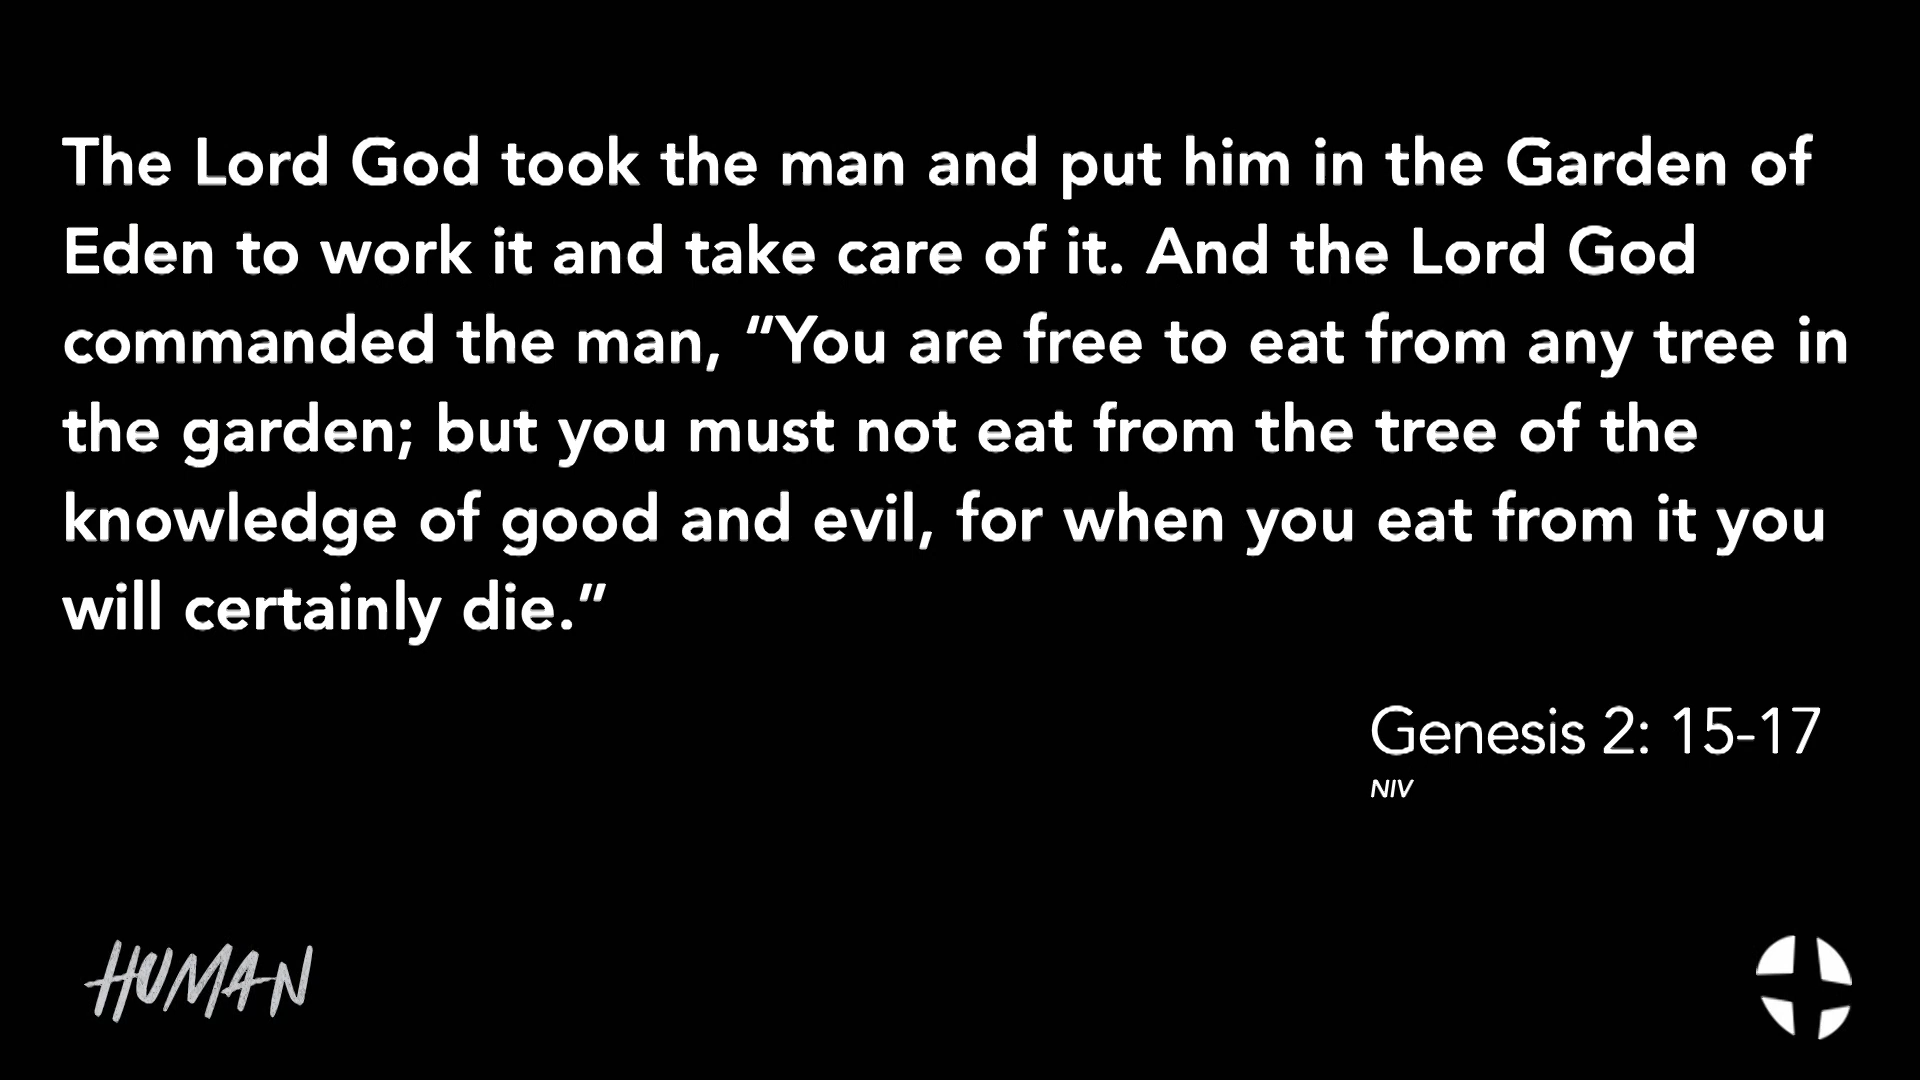 The Lord God took the man and put him in the Garden of
Eden to work it and take care of it. And the Lord God
commanded the man, “You are free to eat from any tree in
the garden; but you must not eat from the tree of the
knowledge of good and evil, for when you eat from it you
will certainly die.”
Genesis 2: 15-17
NIV
HUMAN